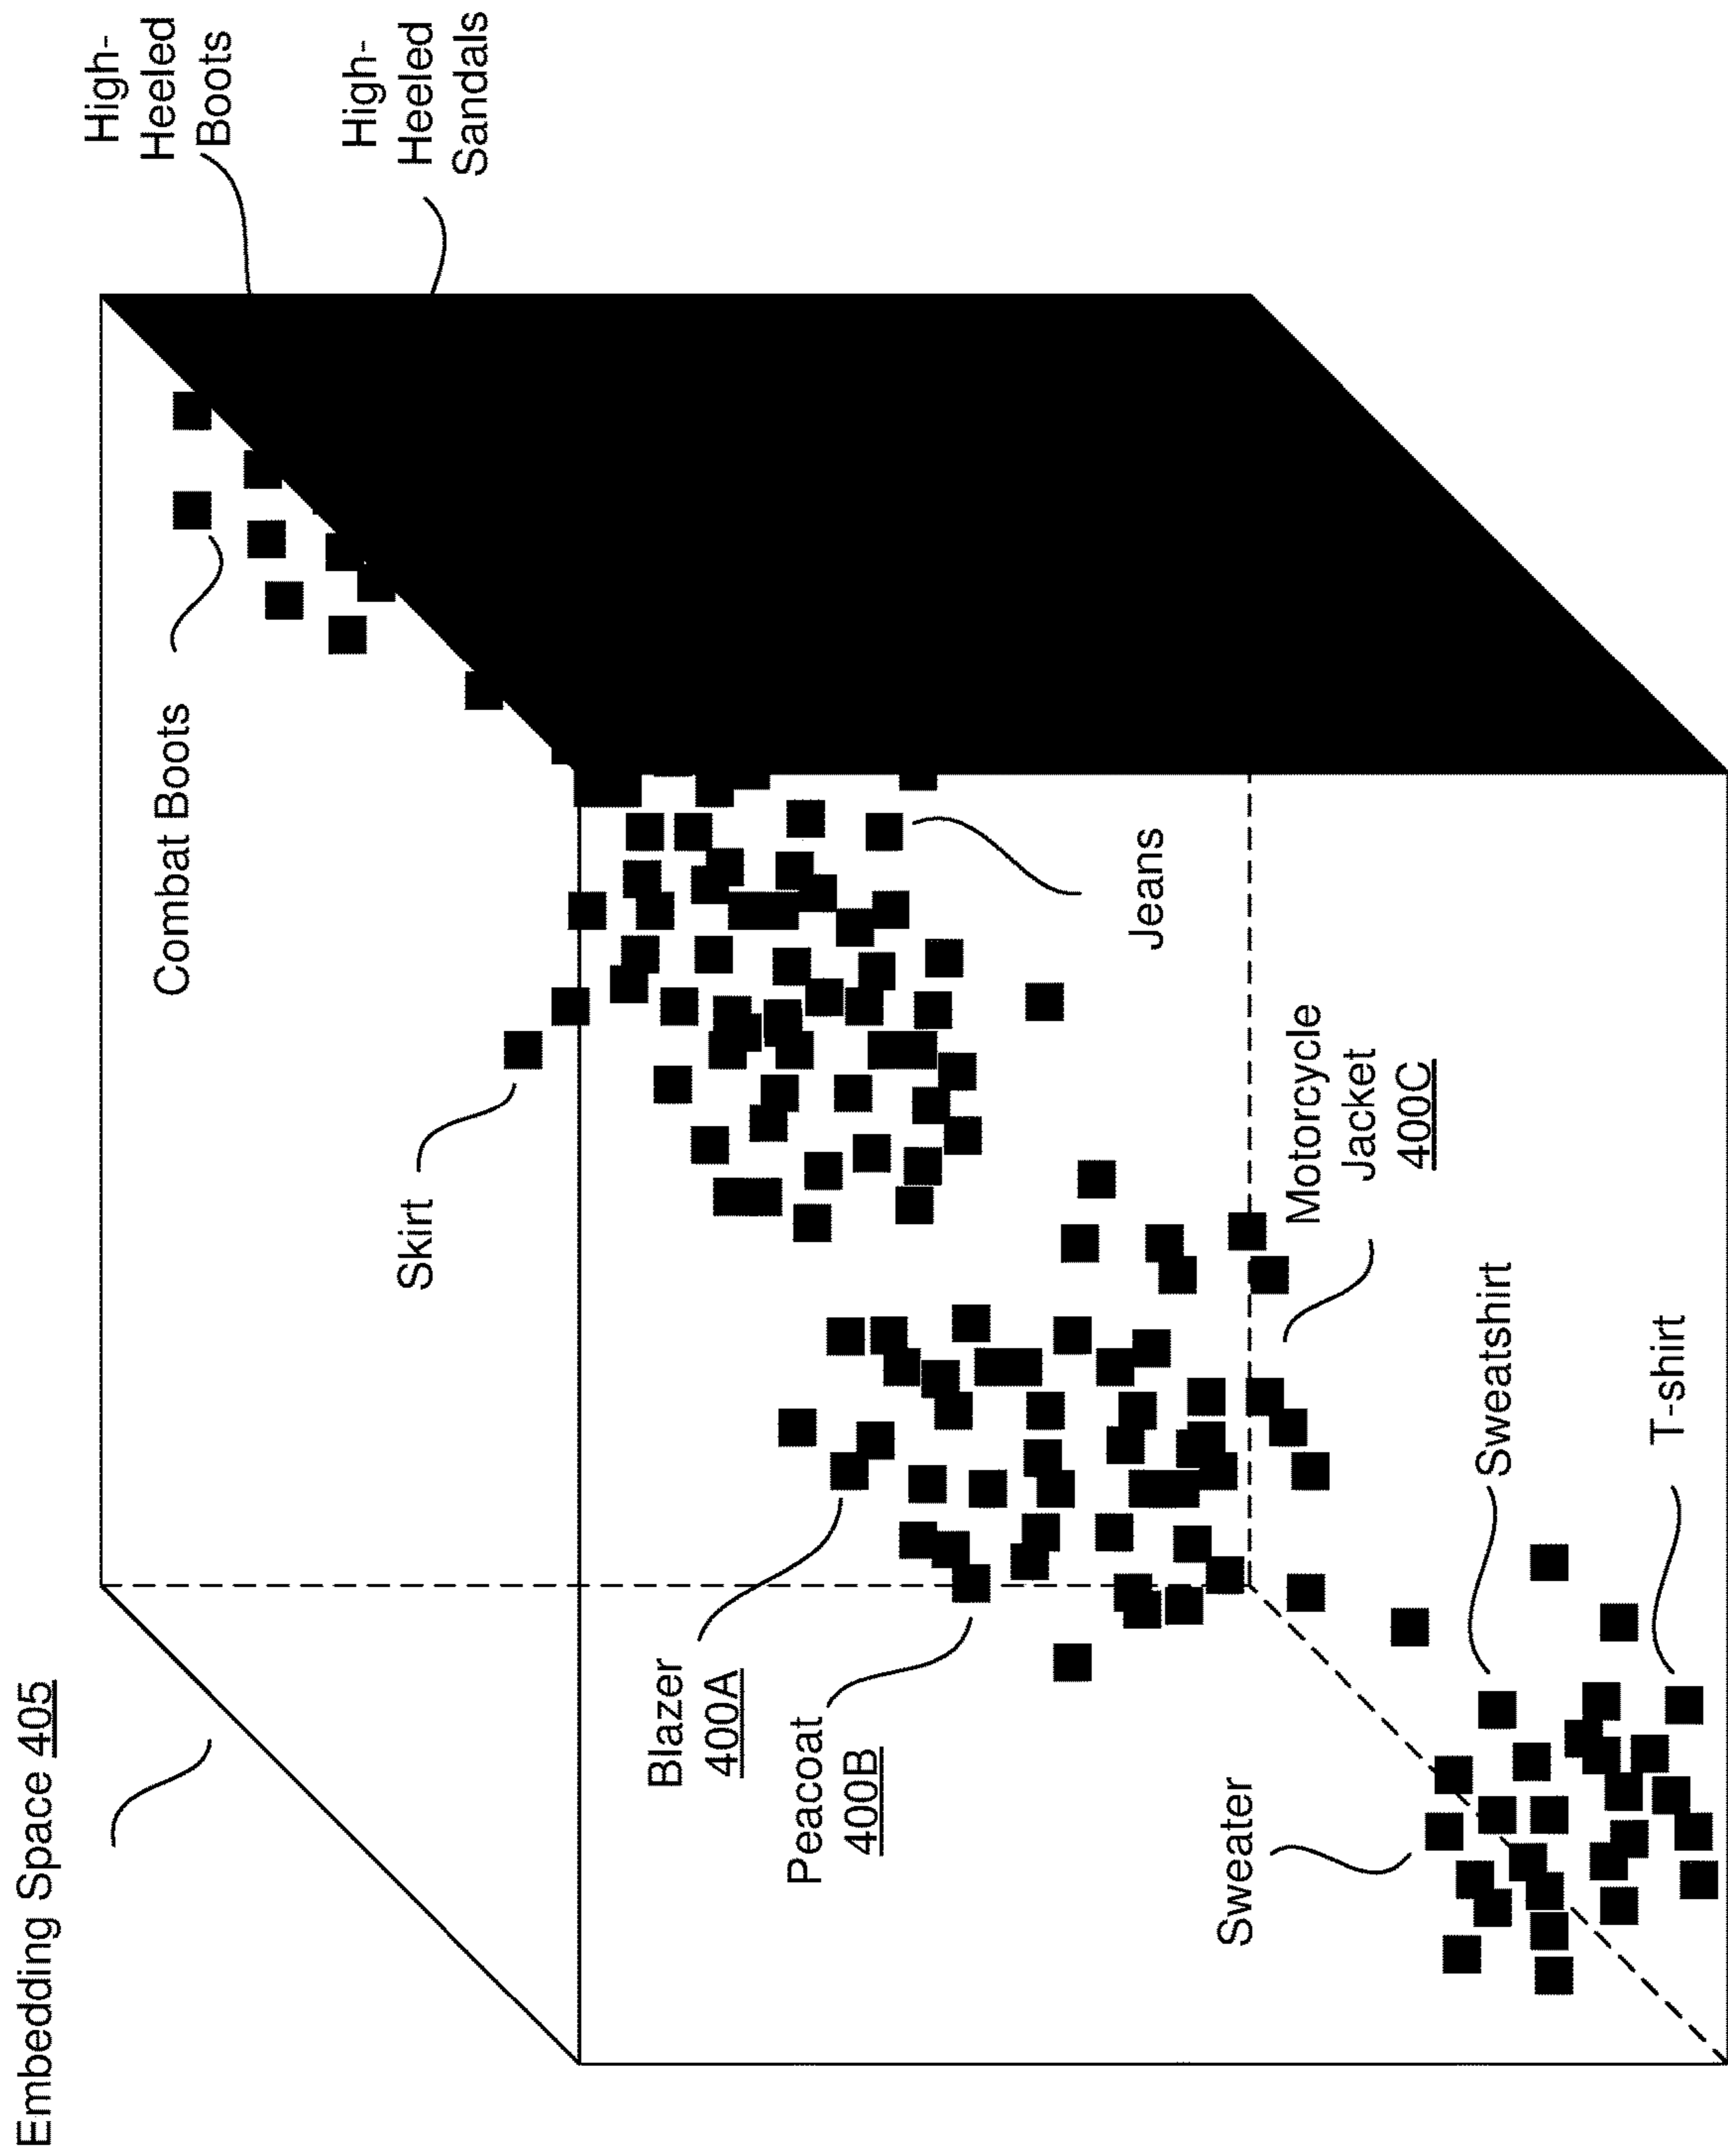 Embedding Space 405
Blazer
400A
Peacoat
400B
Sweater
Skirt
Combat Boots
High-
Heeled
Boots
High-
Heeled
Sandals
Jeans
Motorcycle
Jacket
400C
Sweatshirt
T-shirt